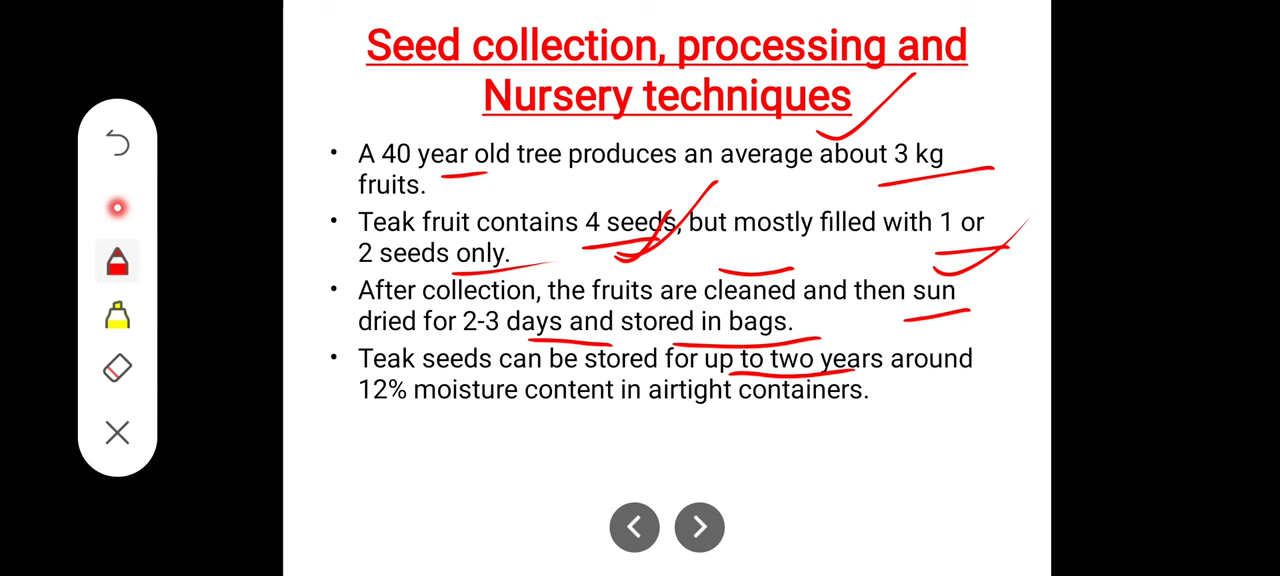 Seed collection, processing and
Nursery techniques
• A 40 year old tree produces an average about 3 kg
fruits.
• Teak fruit contains 4 seeds, but mostly filled with 1 or
2 seeds only.
• After collection, the fruits are cleaned and then sun
dried for 2-3 days and stored in bags.
• Teak seeds can be stored for up to two years around
12% moisture content in airtight containers.